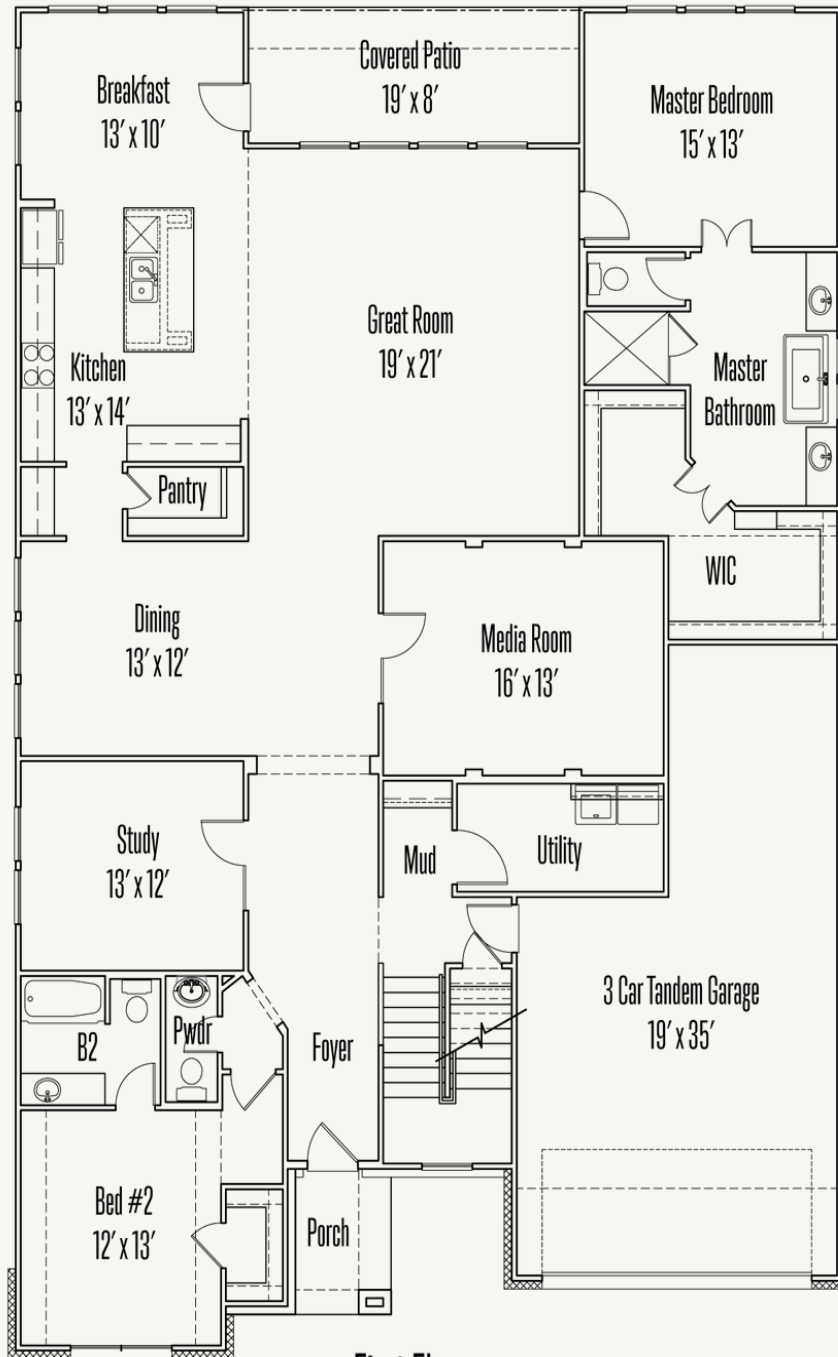 Covered Patio
19' x 8'
Breakfast
13' x 10'
Master Bedroom
15' x 13'
Great Room
19' x 21'
Kitchen
13' x 14'
Master
Bathroom
Pantry
WIC
Dining
13' x 12'
Media Room
16' x 13'
Study
13' x 12'
Mud
Utility
3 Car Tandem Garage
19' x 35'
B2
Pwdr
Foyer
Bed #2
12' x 13'
Porch